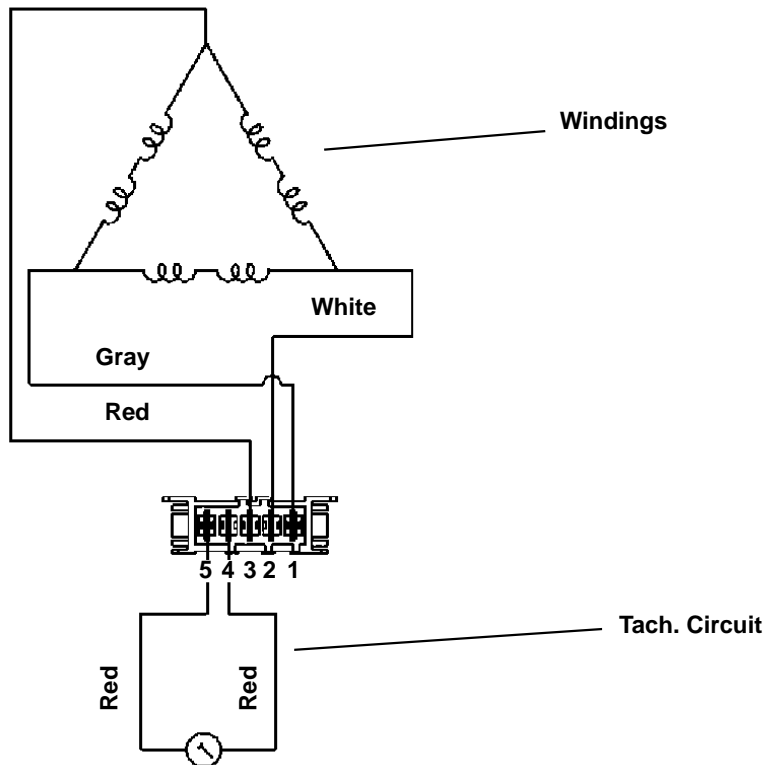 Windings
White
Gray
Red
5 4 3 2 1
Tach. Circuit
Red
Red